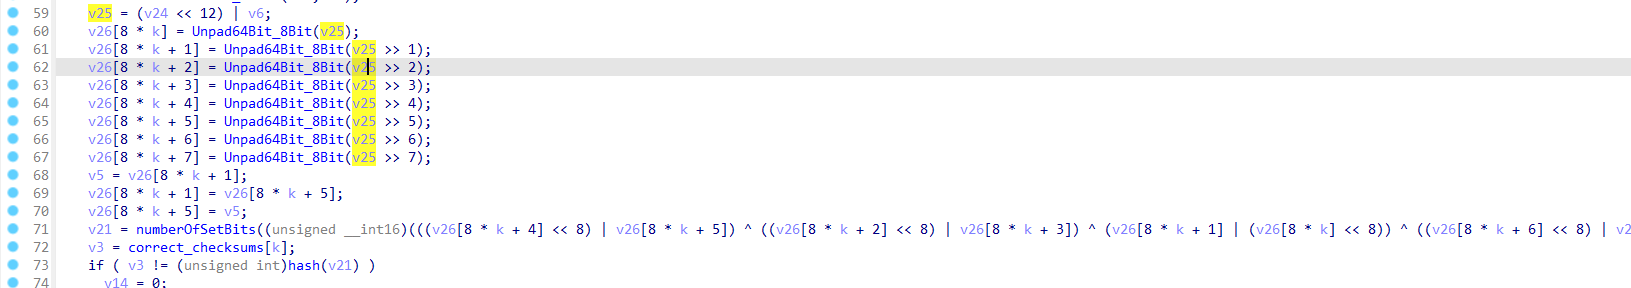 59 v25 = (v24 << 12) | v6;
60 v26[8 * k] = Unpad64Bit_8Bit(v25);
61 v26[8 * k + 1] = Unpad64Bit_8Bit(v25 >> 1);
62 v26[8 * k + 2] = Unpad64Bit_8Bit(v25 >> 2);
63 v26[8 * k + 3] = Unpad64Bit_8Bit(v25 >> 3);
64 v26[8 * k + 4] = Unpad64Bit_8Bit(v25 >> 4);
65 v26[8 * k + 5] = Unpad64Bit_8Bit(v25 >> 5);
66 v26[8 * k + 6] = Unpad64Bit_8Bit(v25 >> 6);
67 v26[8 * k + 7] = Unpad64Bit_8Bit(v25 >> 7);
68 v5 = v26[8 * k + 1];
69 v26[8 * k + 1] = v26[8 * k + 5];
70 v26[8 * k + 5] = v5;
71 v21 = numberOfSetBits((unsigned __int16)(((v26[8 * k + 4] << 8) | v26[8 * k + 5]) ^ ((v26[8 * k + 2] << 8) | v26[8 * k + 3]) ^ (v26[8 * k + 1] | (v26[8 * k] << 8)) ^ ((v26[8 * k + 6] << 8) | v2
72 v3 = correct_checksums[k];
73 if ( v3 != (unsigned int)hash(v21) )
74 v14 = 0;